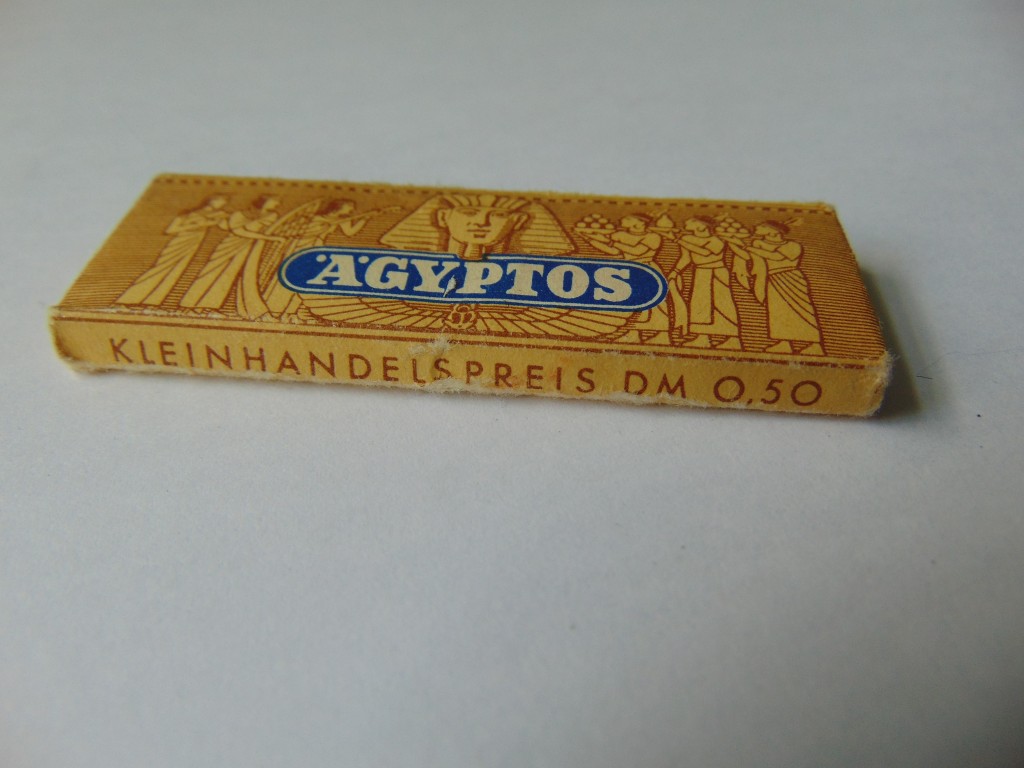 ÄGYPTOS
KLEINHANDELSPREIS DM 0,50